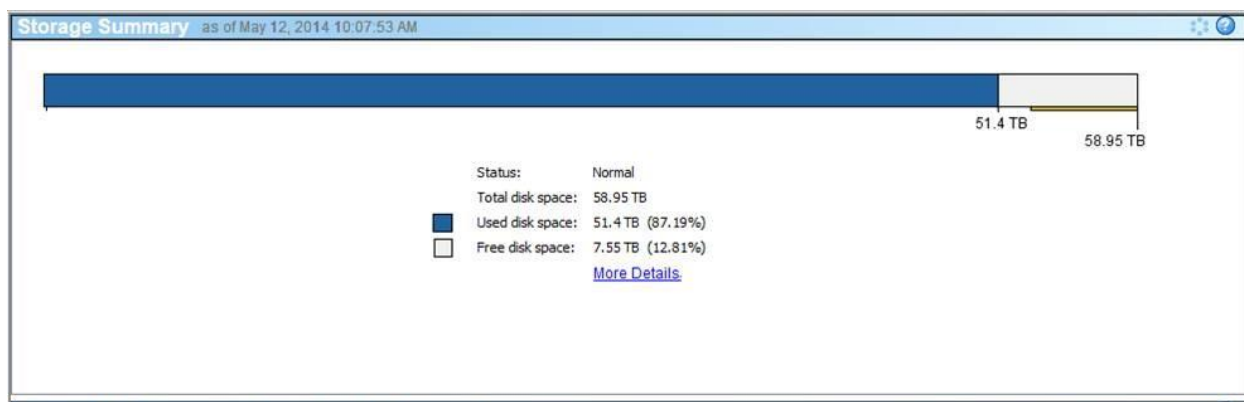 Storage Summary as of May 12, 2014 10:07:53 AM
51.4 TB
58.95 TB
Status: Normal
Total disk space: 58.95 TB
Used disk space: 51.4 TB (87.19%)
Free disk space: 7.55 TB (12.81%)
More Details.